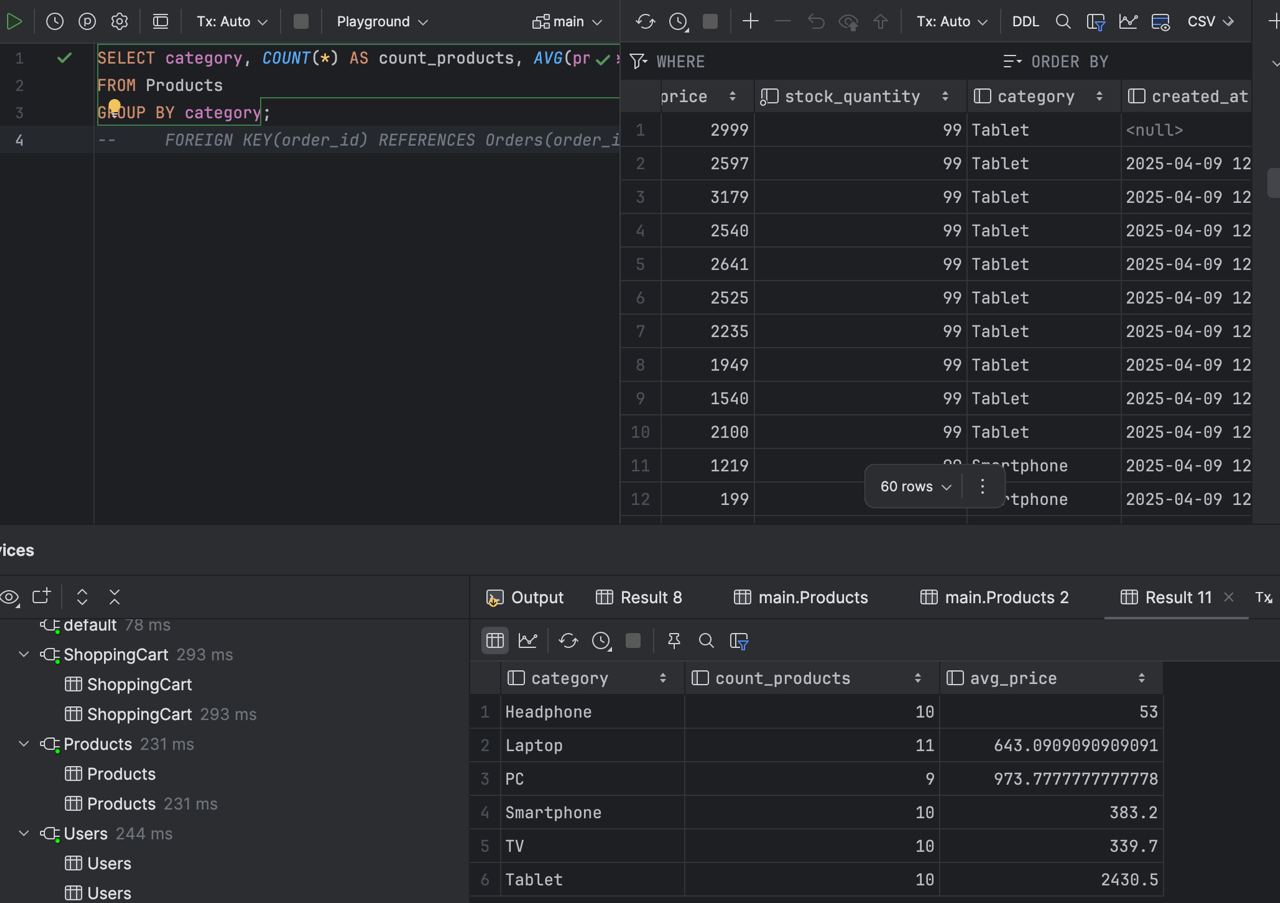 Tx: Auto
Playground
main
1 SELECT category, COUNT(*) AS count_products, AVG(pr
2 FROM Products
3 GROUP BY category;
4 -- FOREIGN KEY(order_id) REFERENCES Orders(order_i
Tx: Auto DDL CSV
WHERE ORDER BY
price stock_quantity category created_at
1 2999 99 Tablet <null>
2 2597 99 Tablet 2025-04-09 12
3 3179 99 Tablet 2025-04-09 12
4 2540 99 Tablet 2025-04-09 12
5 2641 99 Tablet 2025-04-09 12
6 2525 99 Tablet 2025-04-09 12
7 2235 99 Tablet 2025-04-09 12
8 1949 99 Tablet 2025-04-09 12
9 1540 99 Tablet 2025-04-09 12
10 2100 99 Tablet 2025-04-09 12
11 1219 99 Smartphone 2025-04-09 12
12 199 rtphone 2025-04-09 12
60 rows
vices
default 78 ms
ShoppingCart 293 ms
ShoppingCart
ShoppingCart 293 ms
Products 231 ms
Products
Products 231 ms
Users 244 ms
Users
Users
Output Result 8 main.Products main.Products 2 Result 11 Tx
category count_products avg_price
1 Headphone 10 53
2 Laptop 11 643.0909090909091
3 PC 9 973.7777777777778
4 Smartphone 10 383.2
5 TV 10 339.7
6 Tablet 10 2430.5